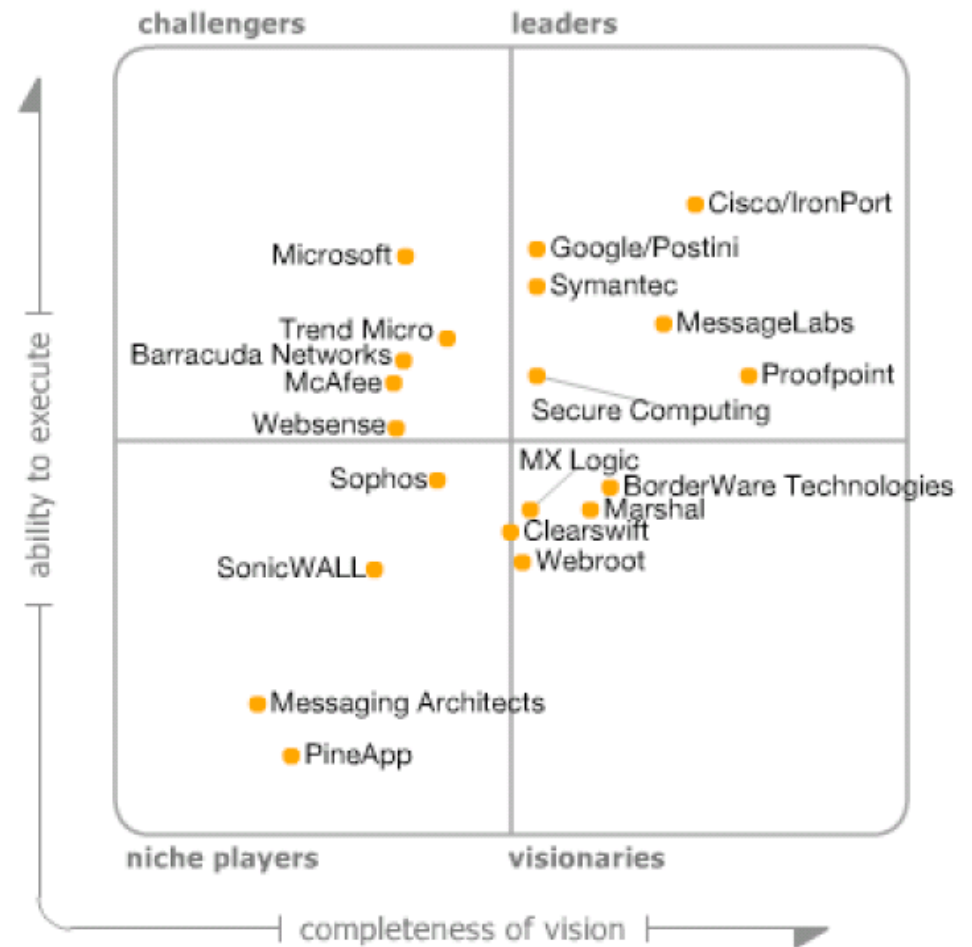 challengers
leaders
Cisco/IronPort
Microsoft
Google/Postini
Symantec
Trend Micro
MessageLabs
Barracuda Networks
McAfee
Proofpoint
Secure Computing
Websense
ability to execute
MX Logic
Sophos
BorderWare Technologies
Marshal
Clearswift
SonicWALL
Webroot
Messaging Architects
PineApp
niche players
visionaries
completeness of vision